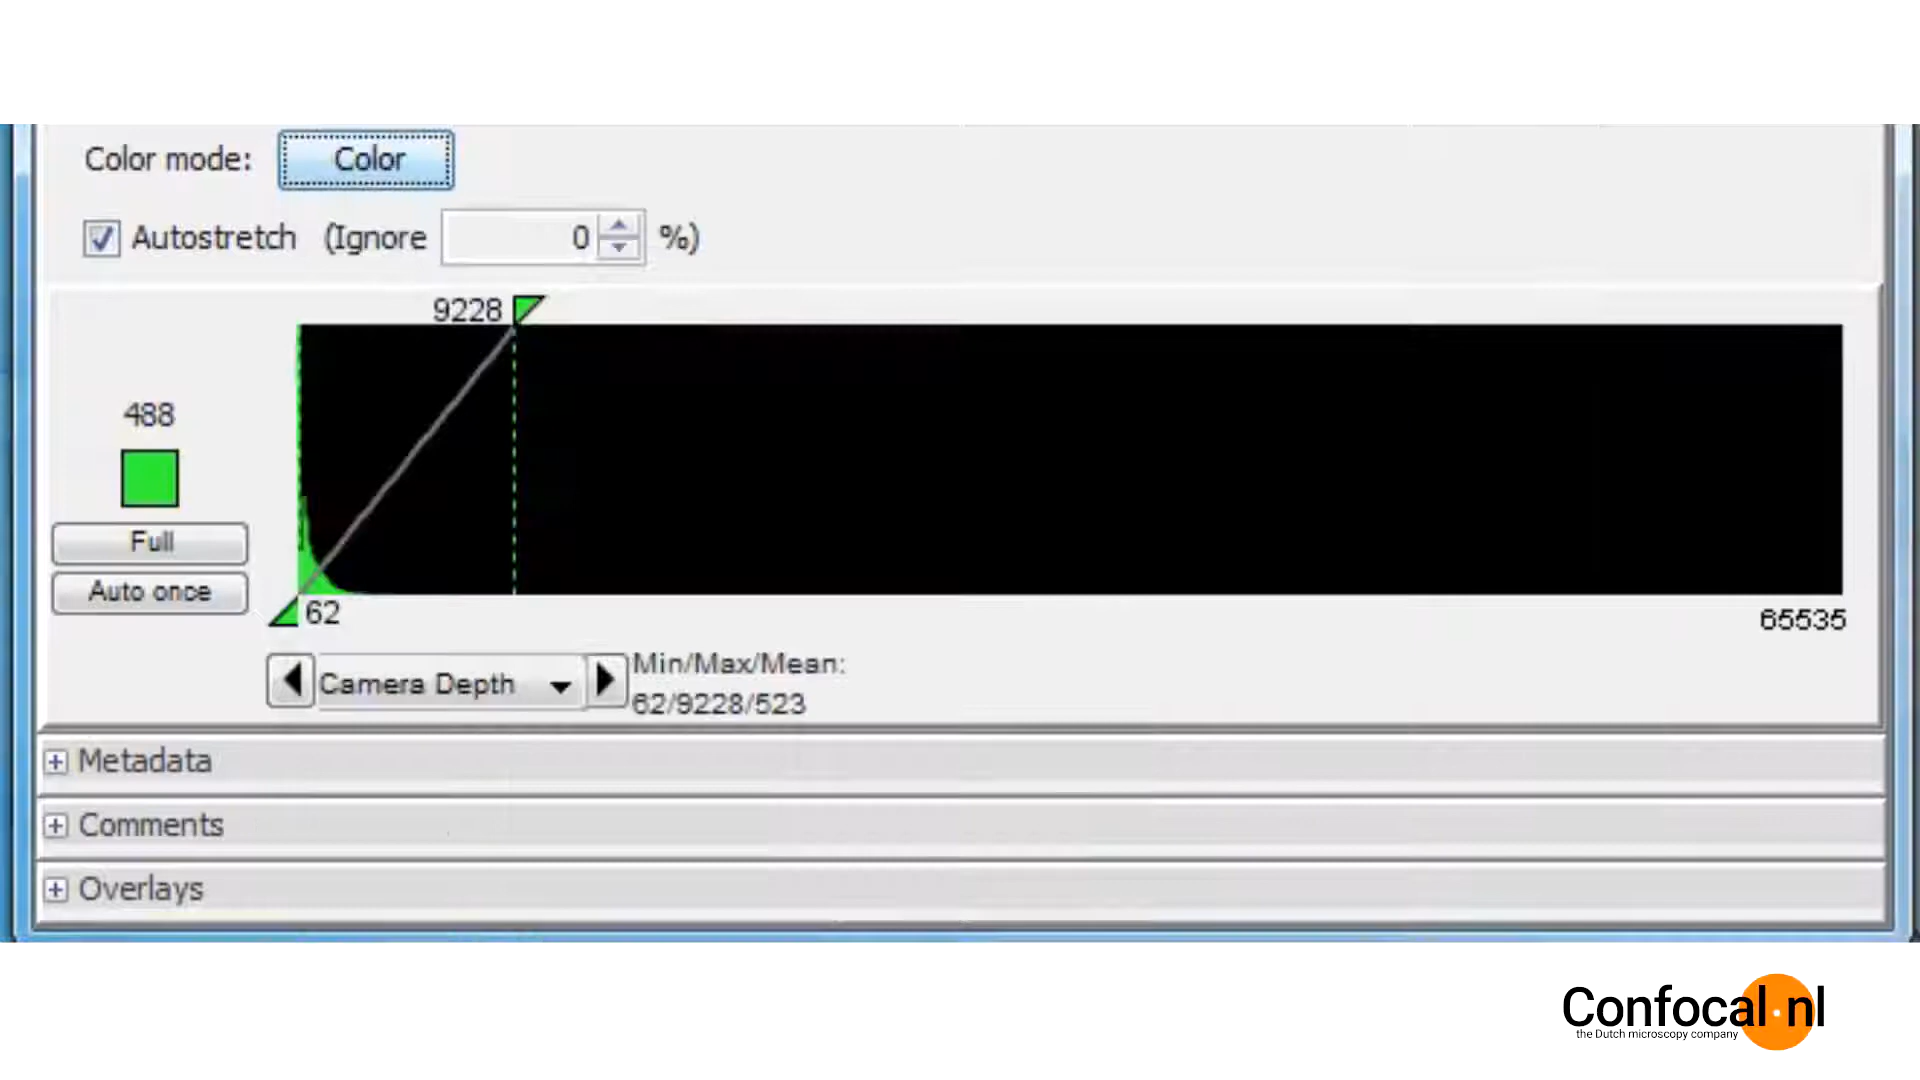 Color mode: Color
Autostretch (Ignore 0 %)
9228
488
Full
Auto once
62
65535
Camera Depth
Min/Max/Mean:
62/9228/523
Metadata
Comments
Overlays
Confocal.nl
the Dutch microscopy company